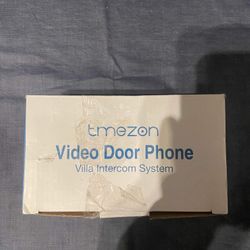 tmezon
Video Door Phone
Villa Intercom System